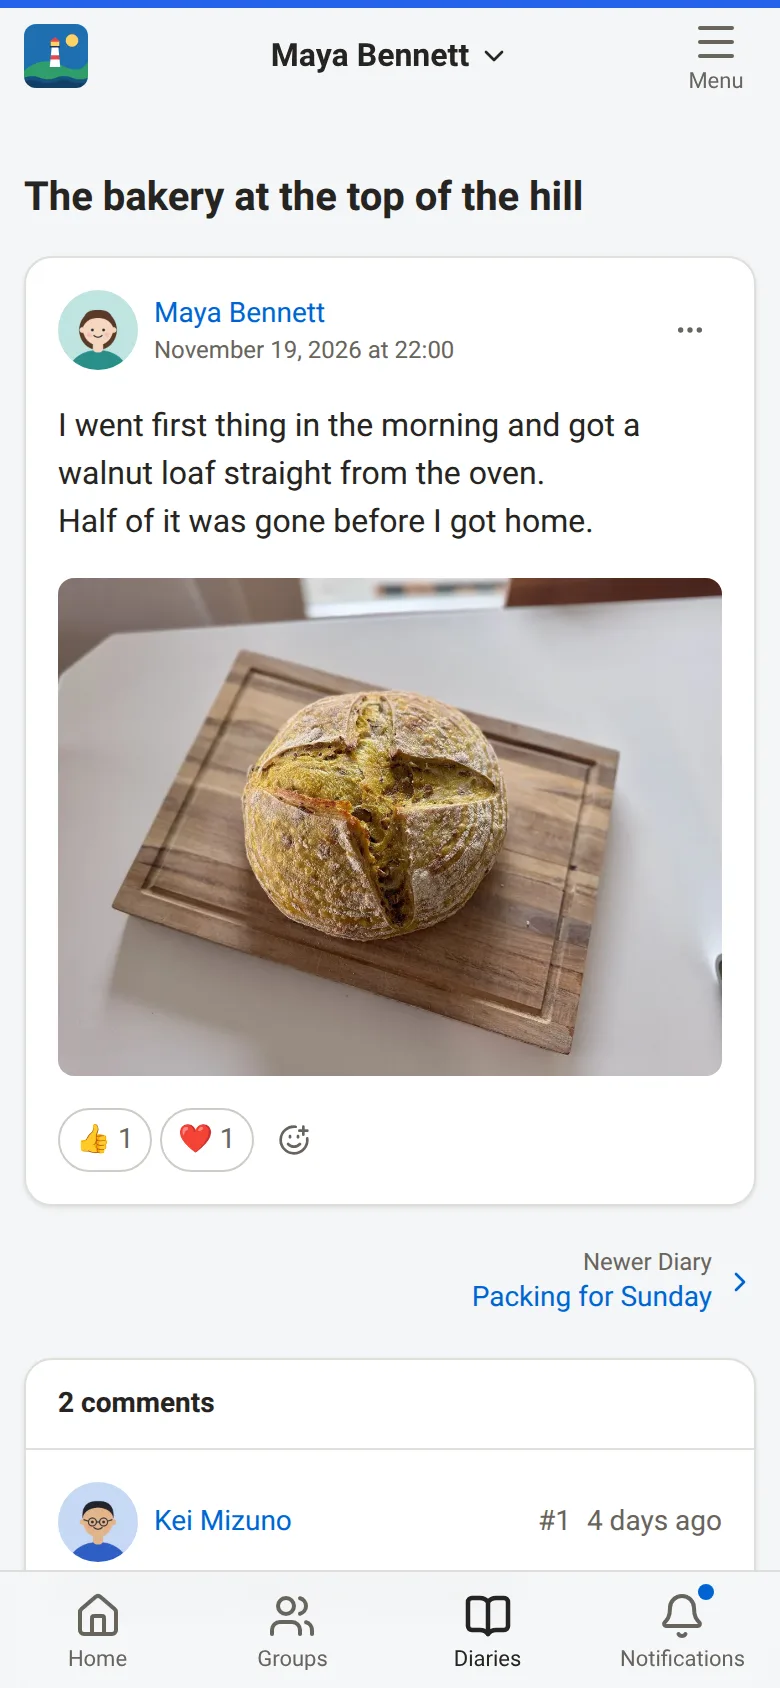 Maya Bennett
Menu
The bakery at the top of the hill
Maya Bennett
November 19, 2026 at 22:00
I went first thing in the morning and got a
walnut loaf straight from the oven.
Half of it was gone before I got home.
👍 1
❤️ 1
Newer Diary
Packing for Sunday
2 comments
Kei Mizuno
#1 4 days ago
Home
Groups
Diaries
Notifications